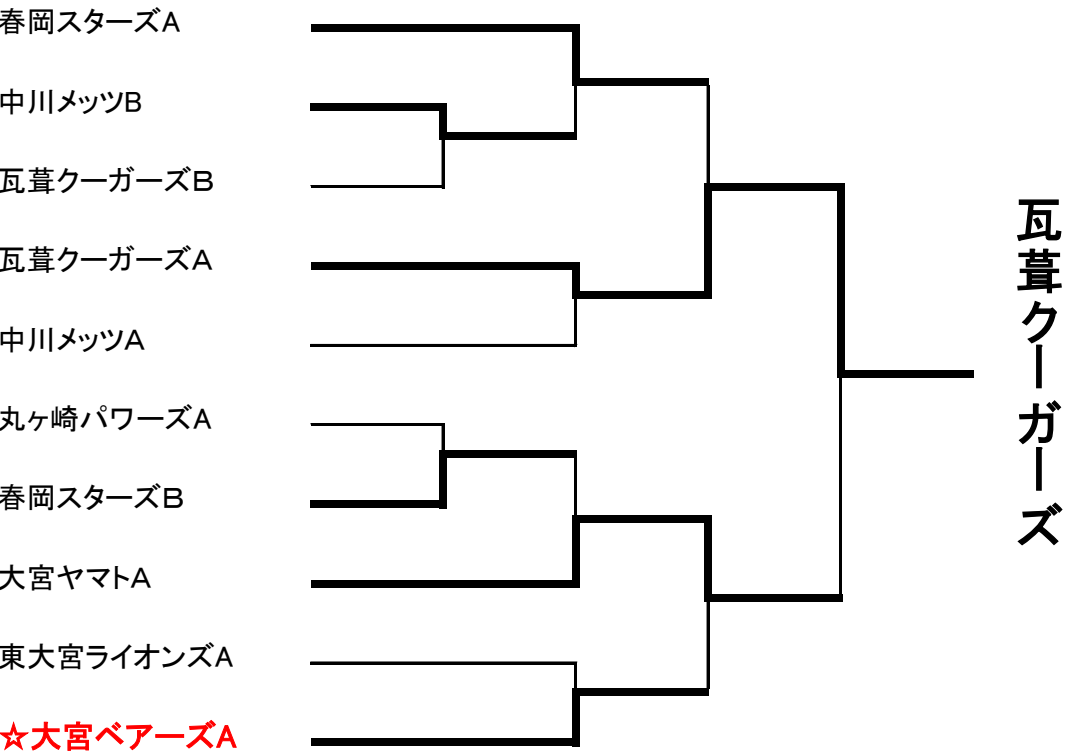 春岡スターズA
中川メッツB
瓦葺クーガーズB
瓦葺クーガーズA
中川メッツA
丸ヶ崎パワーズA
春岡スターズB
大宮ヤマトA
東大宮ライオンズA
☆大宮ベアーズA
瓦葺クーガーズ